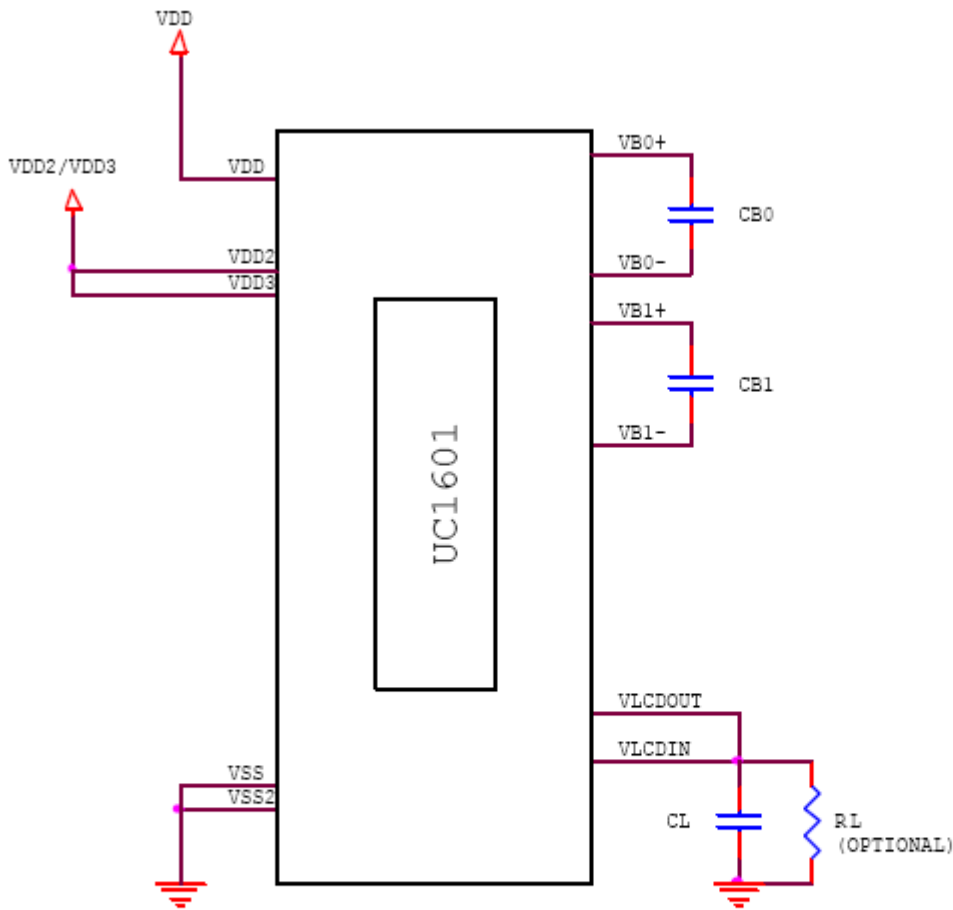 VDD
VDD2/VDD3
VDD
VDD2
VDD3
VSS
VSS2
UC1601
VB0+
CB0
VB0-
VB1+
CB1
VB1-
VLCDOUT
VLCDIN
CL
RL
(OPTIONAL)